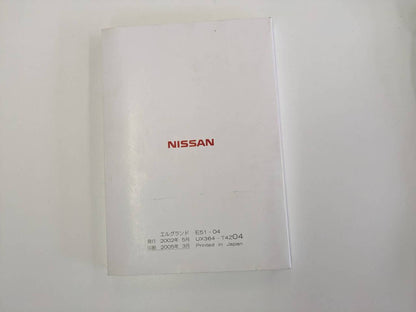 NISSAN
エルグランド E51-04
発行 2002年 5月 UX364-T4Z04
印刷 2005年 3月 Printed in Japan